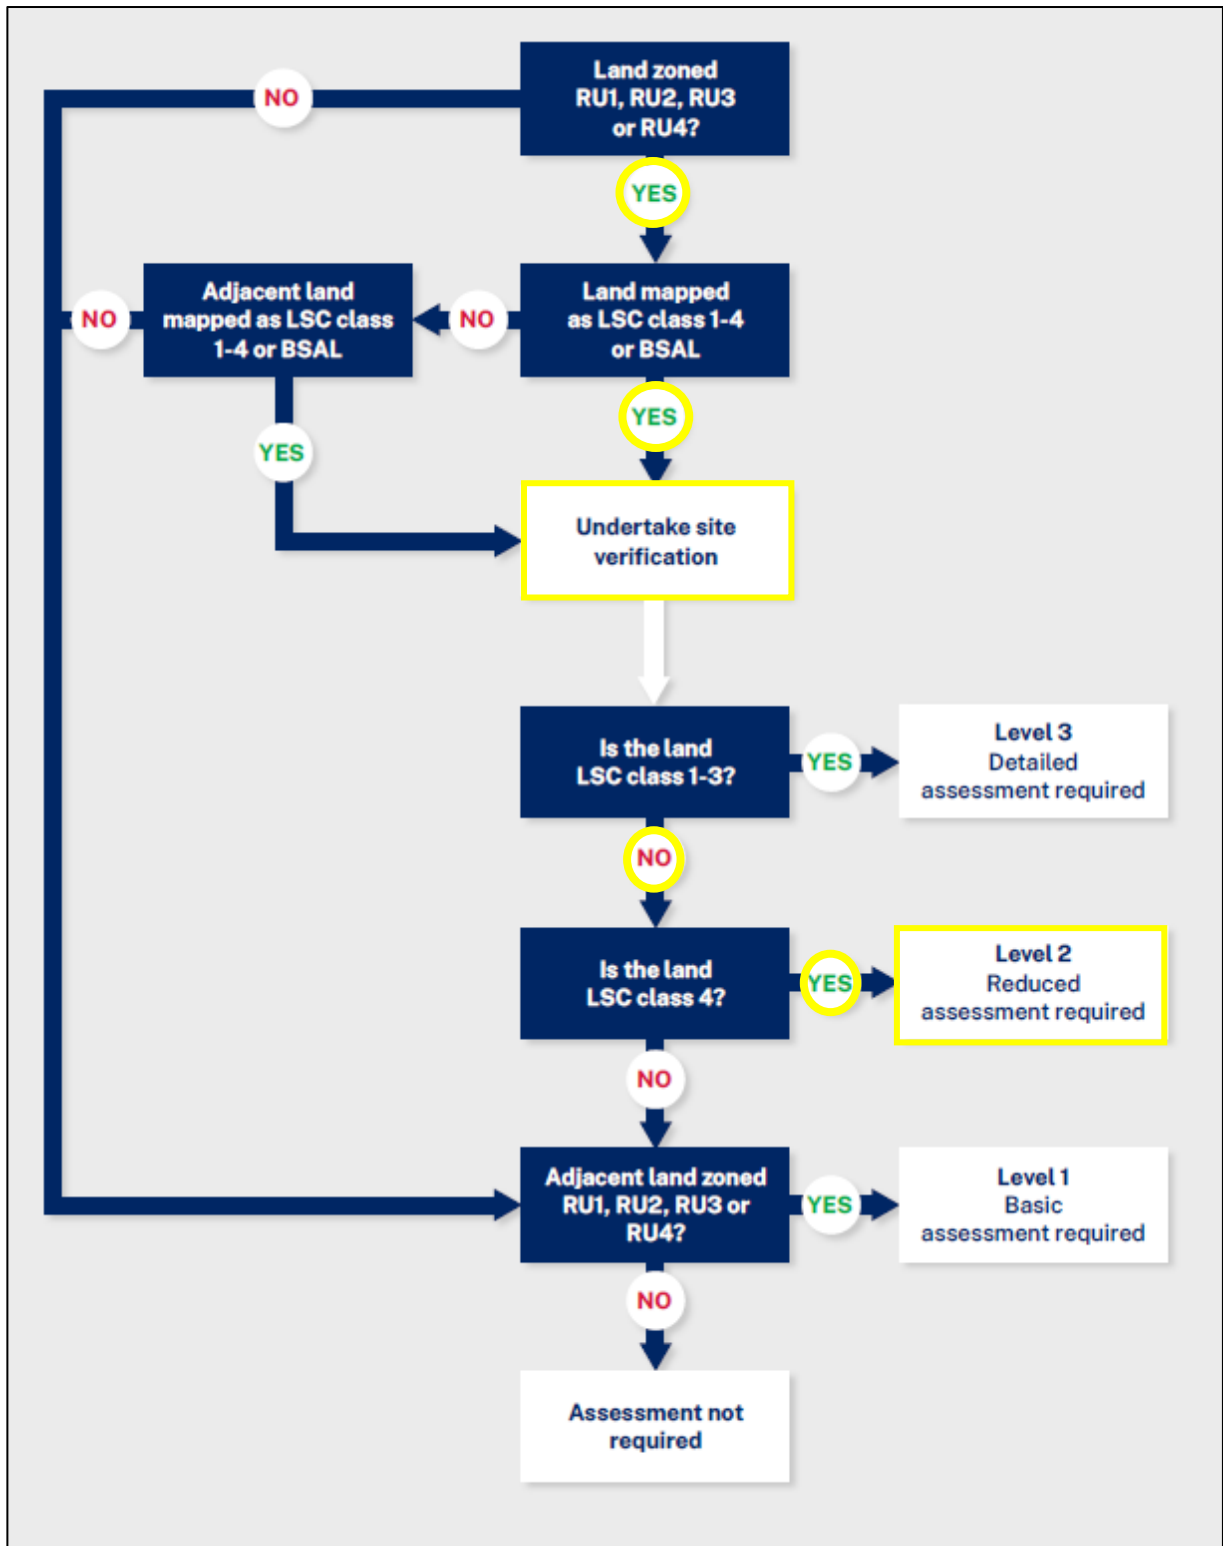 Land zoned
RU1, RU2, RU3
or RU4?
NO
YES
Adjacent land
mapped as LSC class
1-4 or BSAL
Land mapped
as LSC class 1-4
or BSAL
NO
NO
YES
YES
Undertake site
verification
Is the land
LSC class 1-3?
YES
Level 3
Detailed
assessment required
NO
Is the land
LSC class 4?
YES
Level 2
Reduced
assessment required
NO
Adjacent land zoned
RU1, RU2, RU3 or
RU4?
YES
Level 1
Basic
assessment required
NO
Assessment not
required